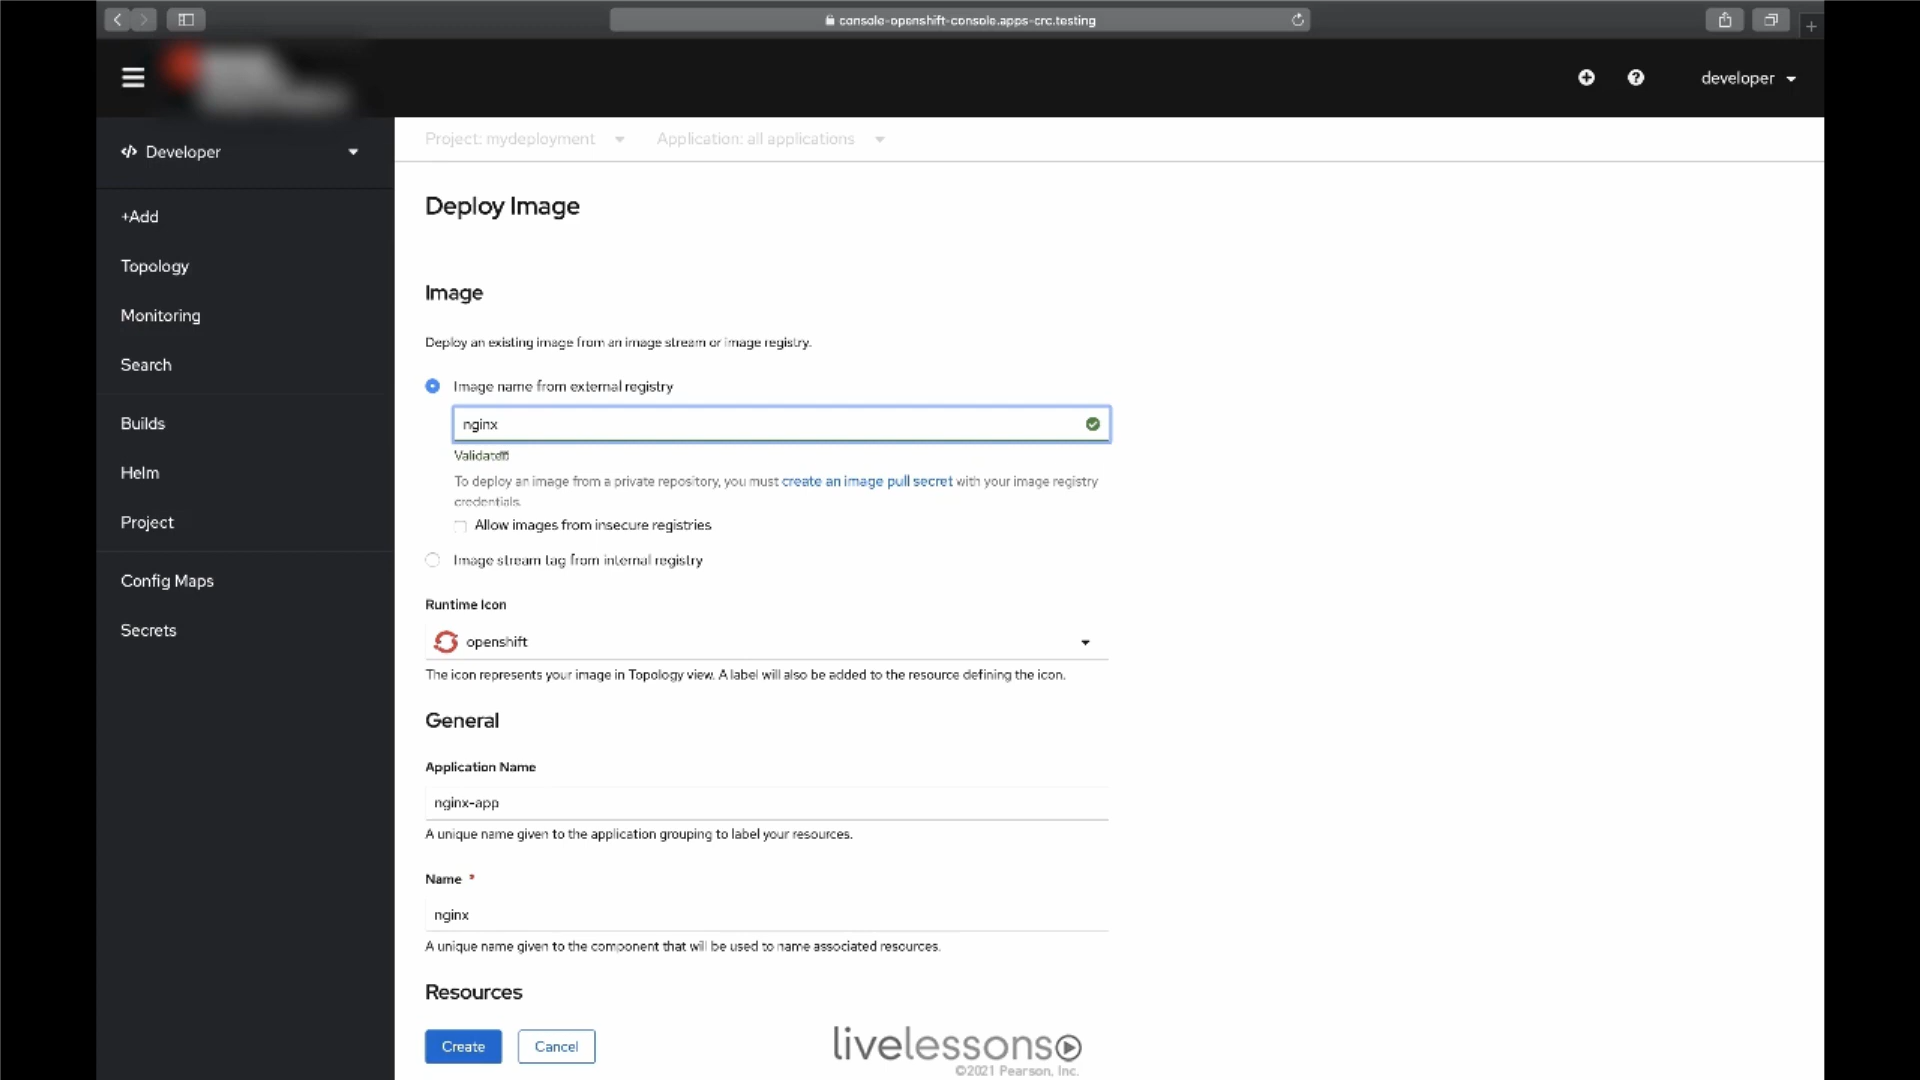 console-openshift-console.apps-crc.testing
developer
Developer
Project: mydeployment
Application: all applications
+Add
Topology
Monitoring
Search
Builds
Helm
Project
Config Maps
Secrets
Deploy Image
Image
Deploy an existing image from an image stream or image registry.
Image name from external registry
nginx
Validated
To deploy an image from a private repository, you must create an image pull secret with your image registry
credentials.
Allow images from insecure registries
Image stream tag from internal registry
Runtime Icon
openshift
The icon represents your image in Topology view. A label will also be added to the resource defining the icon.
General
Application Name
nginx-app
A unique name given to the application grouping to label your resources.
Name *
nginx
A unique name given to the component that will be used to name associated resources.
Resources
Create
Cancel
livelessons
©2021 Pearson, Inc.